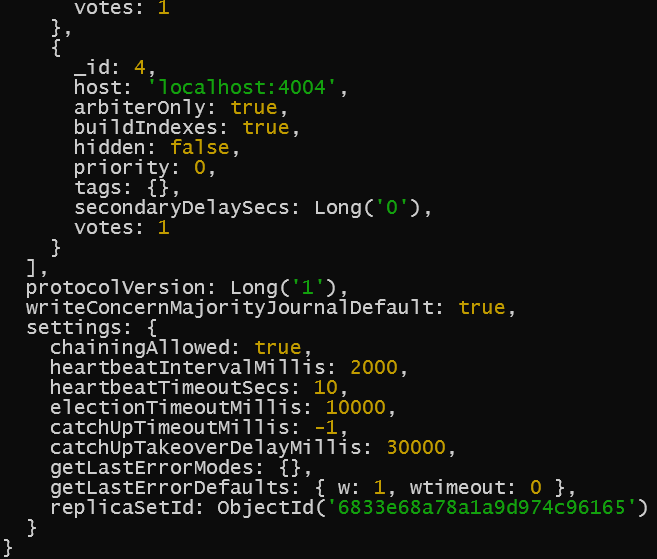 votes: 1
},
{
_id: 4,
host: 'localhost:4004',
arbiterOnly: true,
buildIndexes: true,
hidden: false,
priority: 0,
tags: {},
secondaryDelaySecs: Long('0'),
votes: 1
}
],
protocolVersion: Long('1'),
writeConcernMajorityJournalDefault: true,
settings: {
chainingAllowed: true,
heartbeatIntervalMillis: 2000,
heartbeatTimeoutSecs: 10,
electionTimeoutMillis: 10000,
catchUpTimeoutMillis: -1,
catchUpTakeoverDelayMillis: 30000,
getLastErrorModes: {},
getLastErrorDefaults: { w: 1, wtimeout: 0 },
replicaSetId: ObjectId('6833e68a78a1a9d974c96165')
}
}